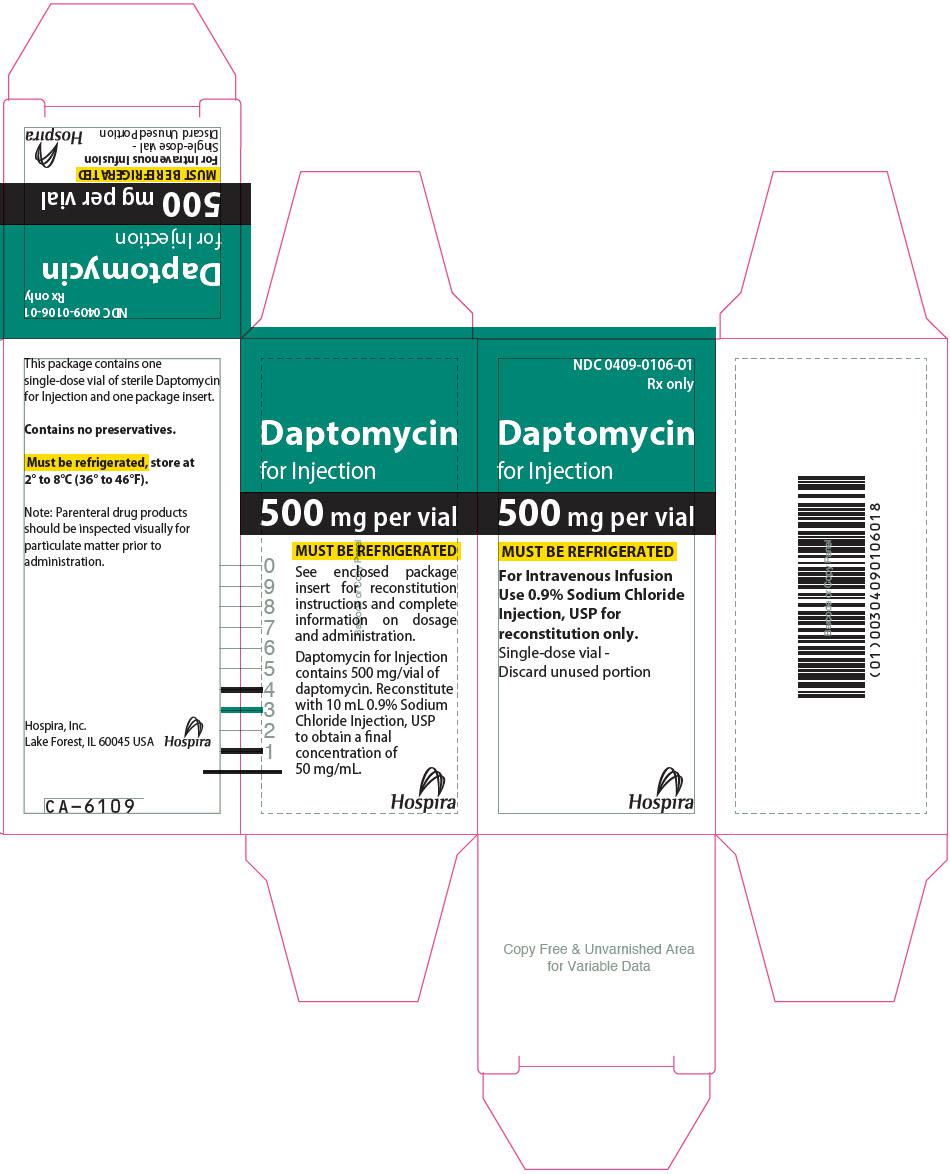 NDC 0409-0106-01
Rx only
Daptomycin
for Injection
500 mg per vial
MUST BE REFRIGERATED
For Intravenous Infusion
Single-dose vial -
Discard Unused Portion
Hospira
This package contains one
single-dose vial of sterile Daptomycin
for Injection and one package insert.
Contains no preservatives.
Must be refrigerated, store at
2° to 8°C (36° to 46°F).
Note: Parenteral drug products
should be inspected visually for
particulate matter prior to
administration.
Hospira, Inc.
Lake Forest, IL 60045 USA
Hospira
CA-6109
0
9
8
7
6
5
4
3
2
1
Daptomycin
for Injection
500 mg per vial
MUST BE REFRIGERATED
See enclosed package
insert for reconstitution
instructions and complete
information on dosage
and administration.
Daptomycin for Injection
contains 500 mg/vial of
daptomycin. Reconstitute
with 10 mL 0.9% Sodium
Chloride Injection, USP
to obtain a final
concentration of
50 mg/mL.
Hospira
NDC 0409-0106-01
Rx only
Daptomycin
for Injection
500 mg per vial
MUST BE REFRIGERATED
For Intravenous Infusion
Use 0.9% Sodium Chloride
Injection, USP for
reconstitution only.
Single-dose vial -
Discard unused portion
Hospira
(01)00304090106018
Copy Free & Unvarnished Area
for Variable Data